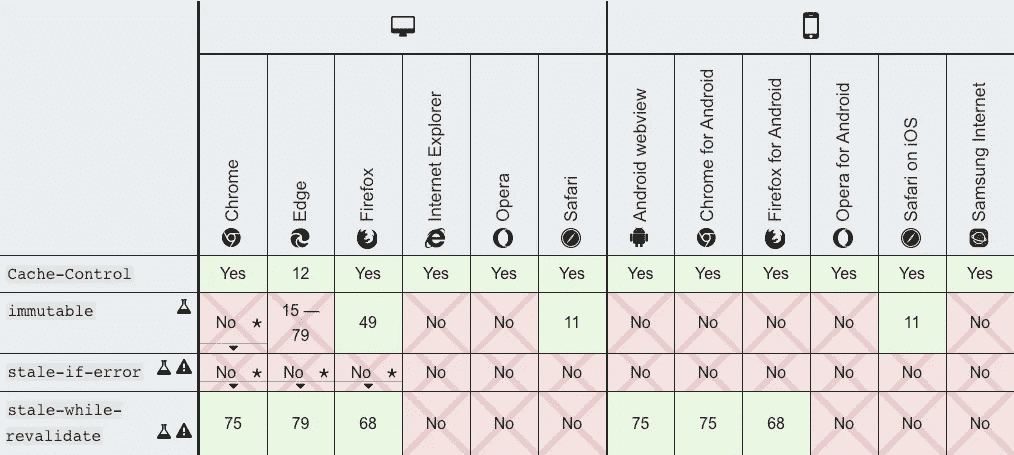 Chrome
Edge
Firefox
Internet Explorer
Opera
Safari
Android webview
Chrome for Android
Firefox for Android
Opera for Android
Safari on iOS
Samsung Internet
Cache-Control Yes 12 Yes Yes Yes Yes Yes Yes Yes Yes Yes Yes
immutable No * 15 — 79 49 No No 11 No No No No 11 No
stale-if-error No * No * No * No No No No No No No No No
stale-while-
revalidate 75 79 68 No No No 75 75 68 No No No